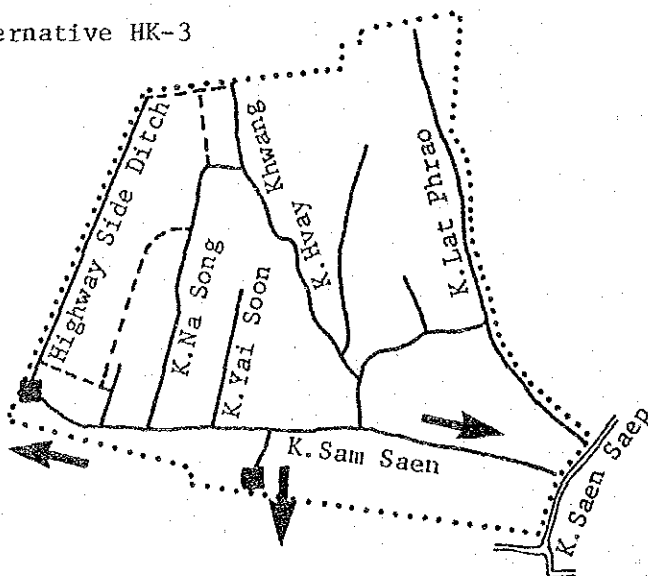 ernative HK-3
Highway Side Ditch
K.Na Song
K.Yai Soon
K.Hvay Khwang
K.Lat Phrao
K.Sam Saen
K.Saen Saep